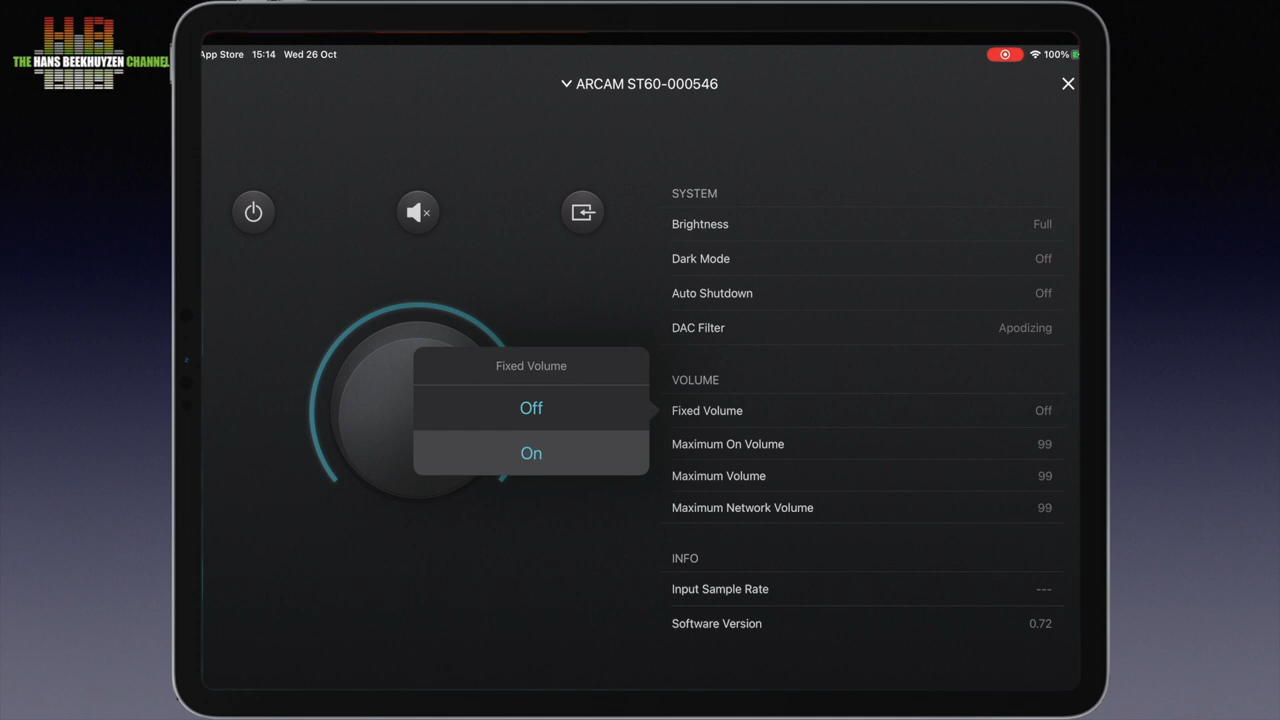 THE HANS BEEKHUYZEN CHANNEL
App Store 15:14 Wed 26 Oct
100%
ARCAM ST60-000546
SYSTEM
Brightness Full
Dark Mode Off
Auto Shutdown Off
DAC Filter Apodizing
VOLUME
Fixed Volume Off
Maximum On Volume 99
Maximum Volume 99
Maximum Network Volume 99
INFO
Input Sample Rate ---
Software Version 0.72
Fixed Volume
Off
On